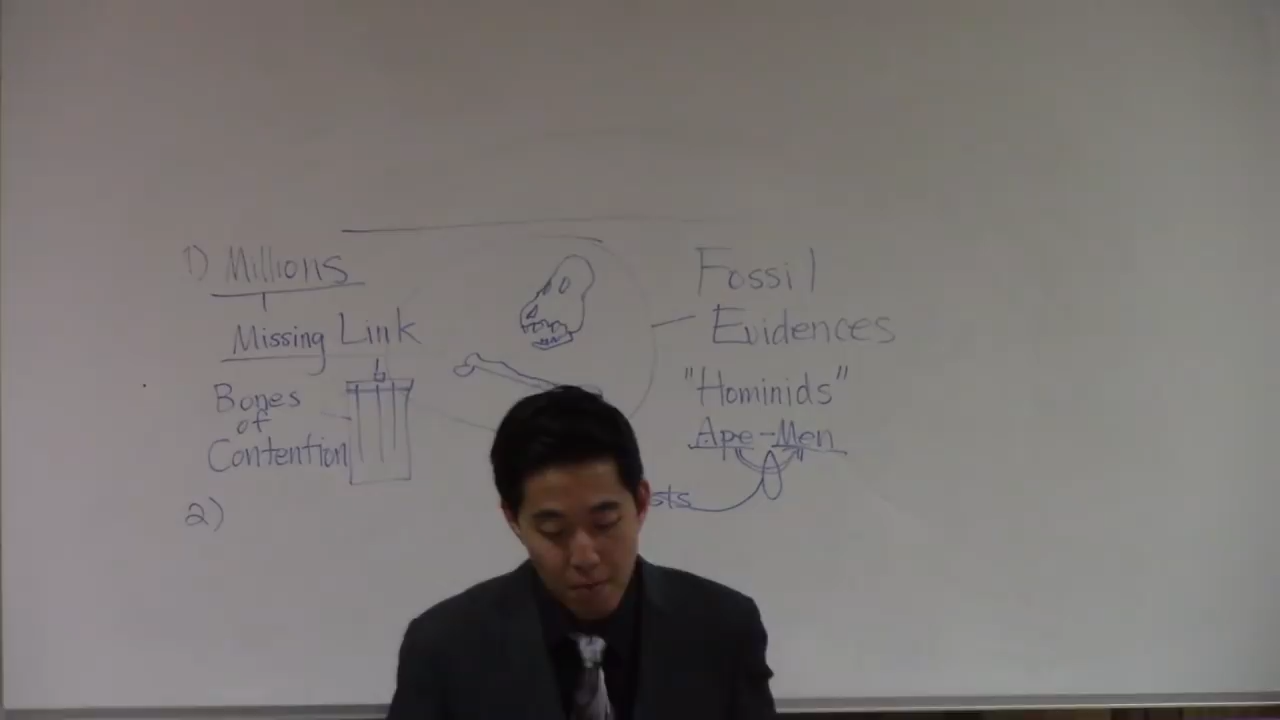 1) Millions
Missing Link
Bones
of
Contention
2)
Fossil
Evidences
"Hominids"
Ape-Men